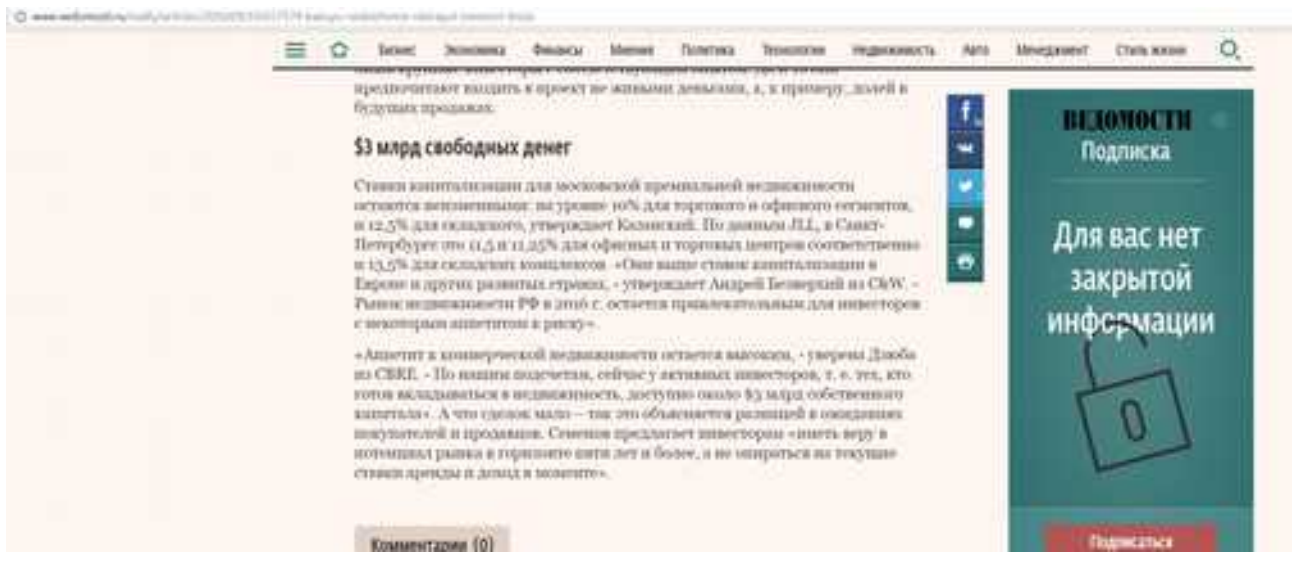 Бизнес Экономика Финансы Мнения Политика Технологии Недвижимость Авто Менеджмент Стиль жизни
предпочитают входить в проект не живыми деньгами, а, к примеру, долей в
будущих продажах.
$3 млрд свободных денег
Ставки капитализации для московской премиальной недвижимости
остаются неизменными: на уровне 10% для торгового и офисного сегментов,
и 12,5% для складского, утверждает Казинский. По данным JLL, в Санкт-
Петербурге это 11,5 и 11,25% для офисных и торговых центров соответственно
и 13,5% для складских комплексов. «Они выше ставок капитализации в
Европе и других развитых странах, - утверждает Андрей Безверхий из C&W. -
Рынок недвижимости РФ в 2016 г. остается привлекательным для инвесторов
с некоторым аппетитом к риску».
«Аппетит к коммерческой недвижимости остается высоким, - уверена Дзюба
из CBRE. - По нашим подсчетам, сейчас у активных инвесторов, т. е. тех, кто
готов вкладываться в недвижимость, доступно около $3 млрд собственного
капитала». А что сделок мало – так это объясняется разницей в ожиданиях
покупателей и продавцов. Семенов предлагает инвесторам «иметь веру в
потенциал рынка в горизонте пяти лет и более, а не опираться на текущие
ставки аренды и доход в моменте».
Комментарии (0)
ВЕДОМОСТИ
Подписка
Для вас нет
закрытой
информации
Подписаться